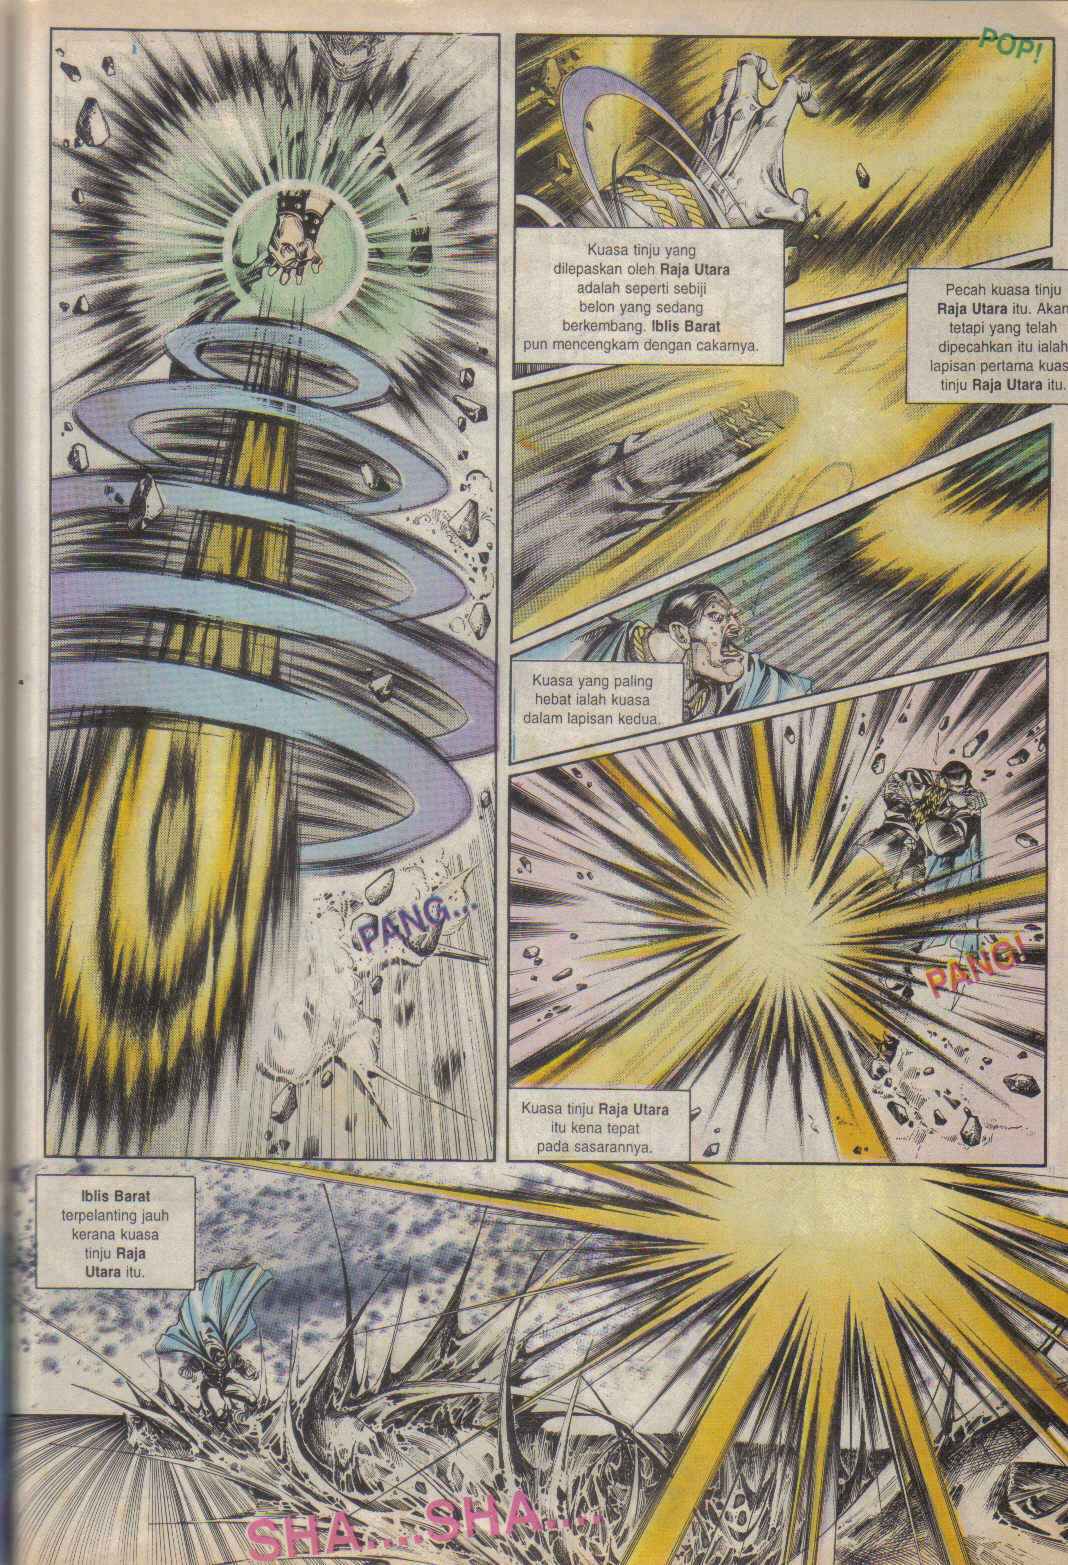 PANG...
POP!
Kuasa tinju yang
dilepaskan oleh Raja Utara
adalah seperti sebiji
belon yang sedang
berkembang. Iblis Barat
pun mencengkam dengan cakarnya.
Pecah kuasa tinju
Raja Utara itu. Akan
tetapi yang telah
dipecahkan itu ialah
lapisan pertama kuasa
tinju Raja Utara itu.
Kuasa yang paling
hebat ialah kuasa
dalam lapisan kedua.
PANG!
Kuasa tinju Raja Utara
itu kena tepat
pada sasarannya.
Iblis Barat
terpelanting jauh
kerana kuasa
tinju Raja
Utara itu.
SHA....SHA....